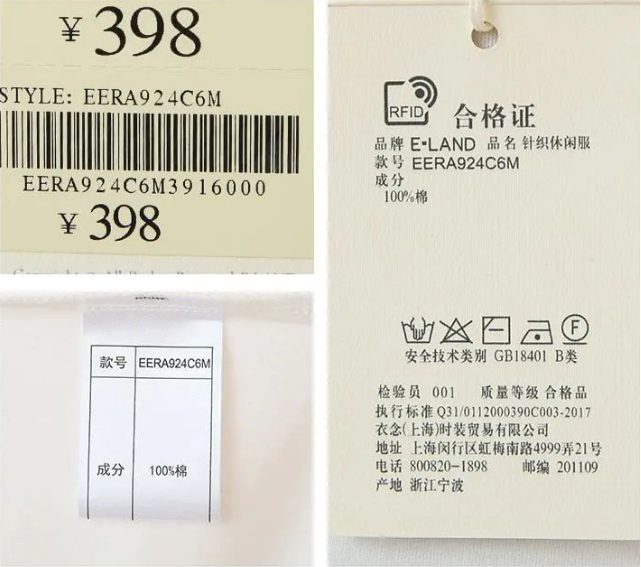 ¥ 398
STYLE: EERA924C6M
EERA924C6M3916000
¥ 398
款号 EERA924C6M
成分 100%棉
RFID 合格证
品牌 E·LAND 品名 针织休闲服
款号 EERA924C6M
成分
100%棉
F
安全技术类别 GB18401 B类
检验员 001 质量等级 合格品
执行标准 Q31/0112000390C003-2017
衣念(上海)时装贸易有限公司
地址 上海闵行区虹梅南路4999弄21号
电话 800820-1898 邮编 201109
产地 浙江宁波